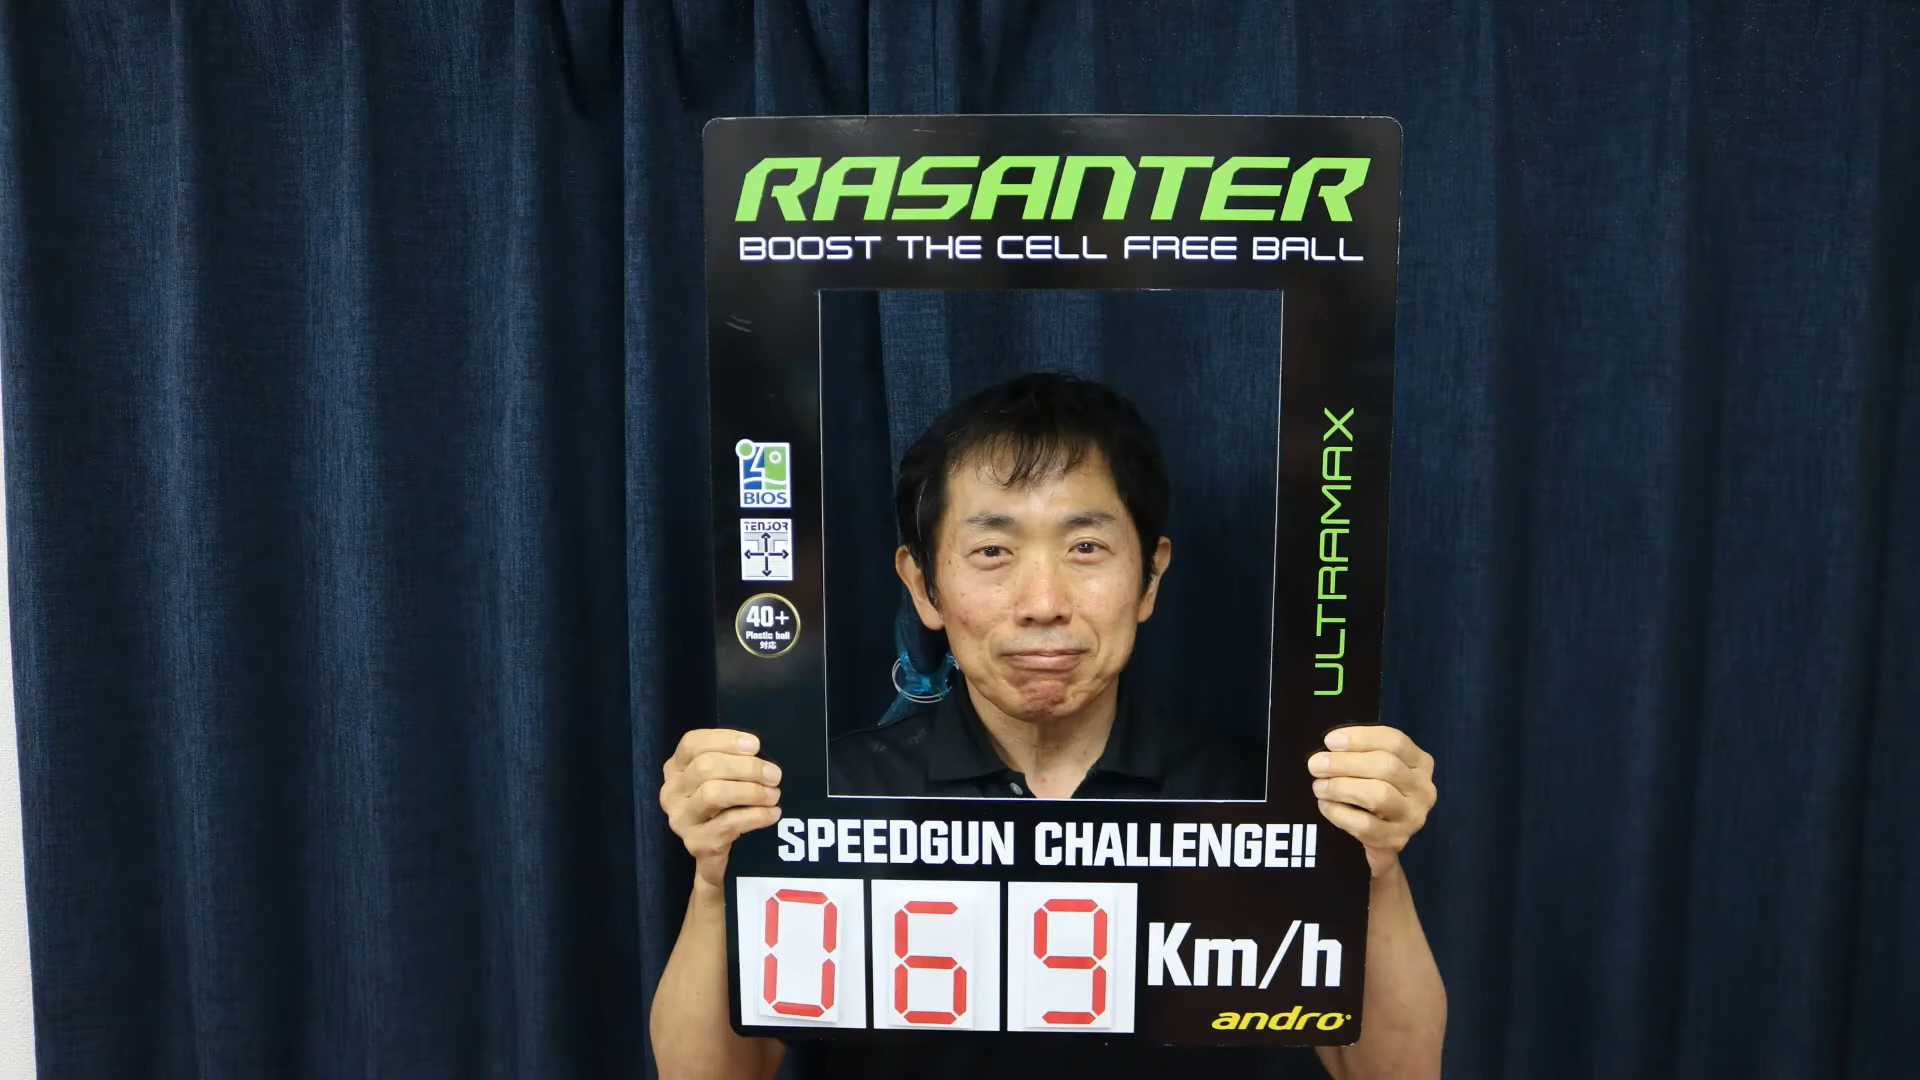 RASANTER
BOOST THE CELL FREE BALL
BIOS
TENSOR
40+
Plastic ball
対応
ULTRAMAX
SPEEDGUN CHALLENGE!!
069 Km/h
andro